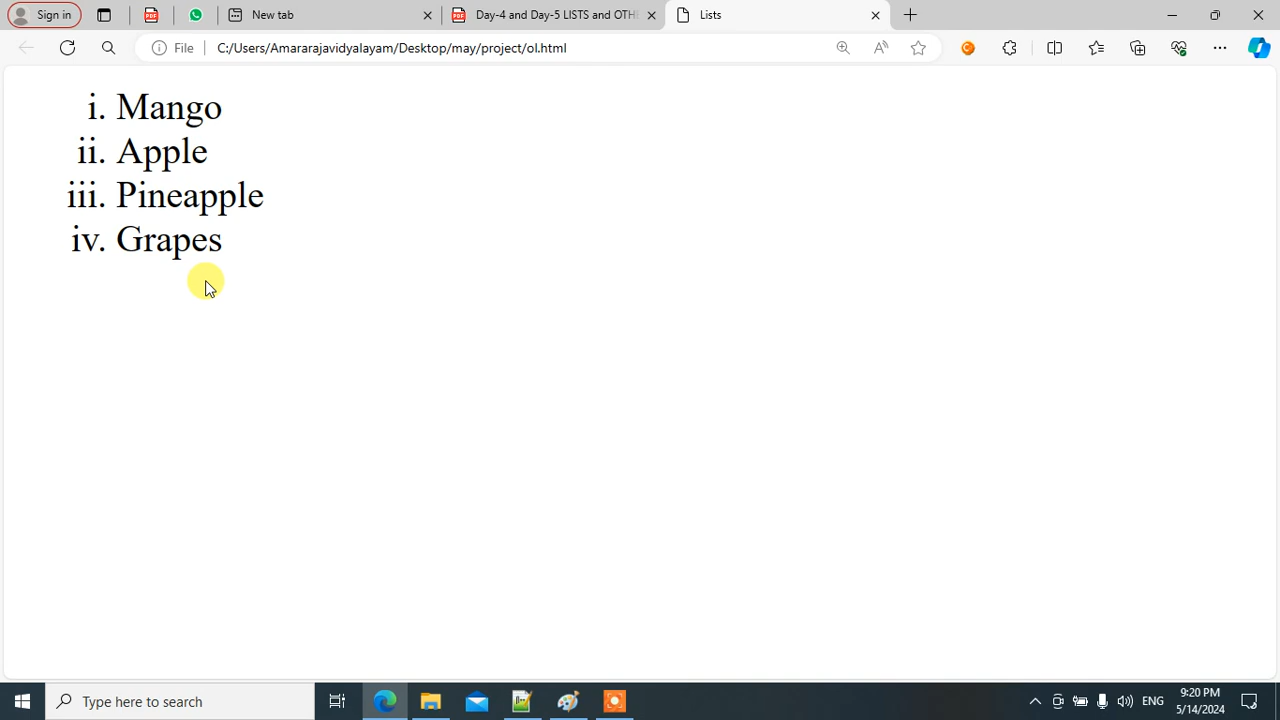 Sign in
New tab
Day-4 and Day-5 LISTS and OTHE
Lists
File
C:/Users/Amararajavidyalayam/Desktop/may/project/ol.html
i. Mango
ii. Apple
iii. Pineapple
iv. Grapes
Type here to search
ENG
9:20 PM
5/14/2024